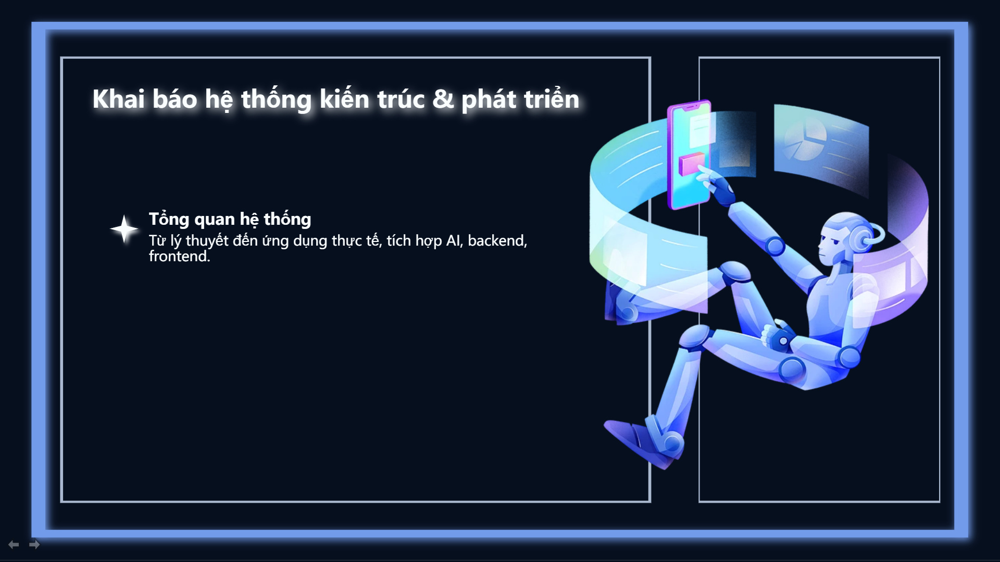 Khai báo hệ thống kiến trúc & phát triển
Tổng quan hệ thống
Từ lý thuyết đến ứng dụng thực tế, tích hợp AI, backend,
frontend.